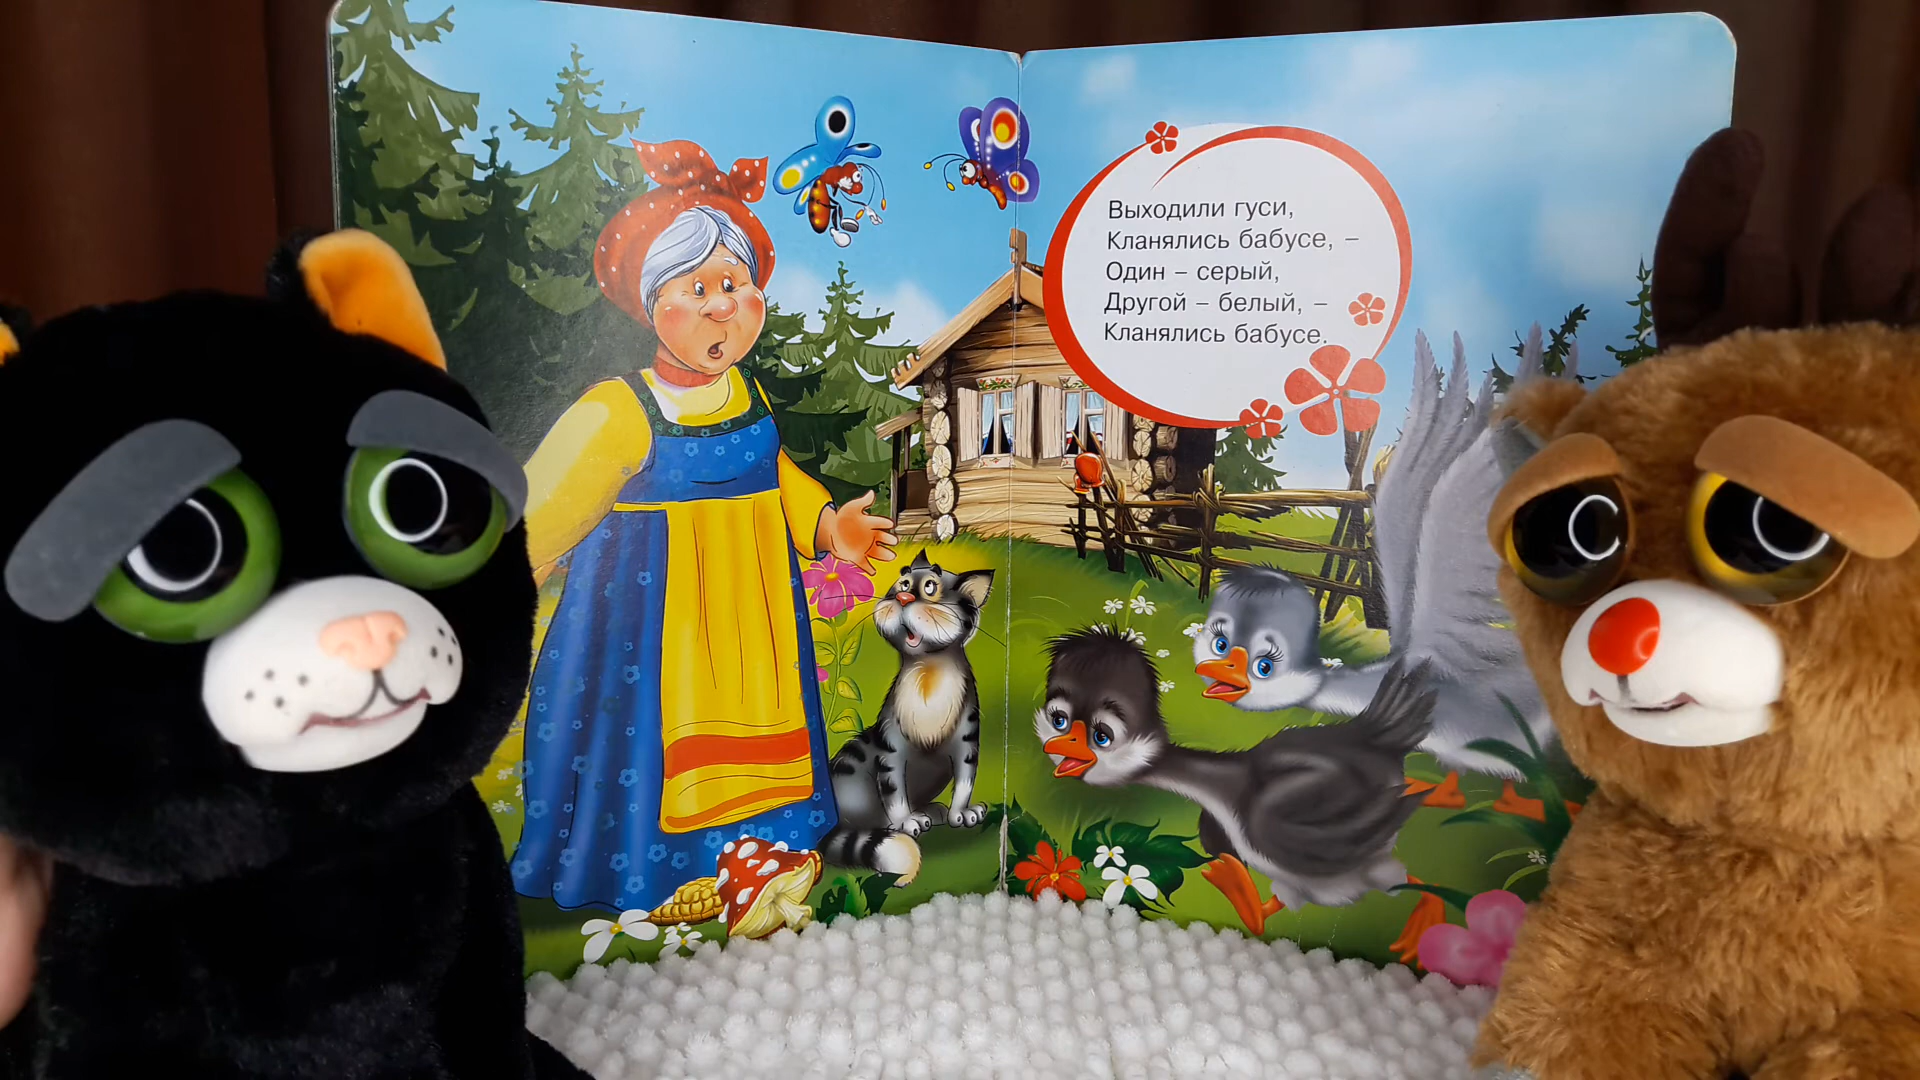 Выходили гуси,
Кланялись бабусе, –
Один – серый,
Другой – белый, –
Кланялись бабусе.